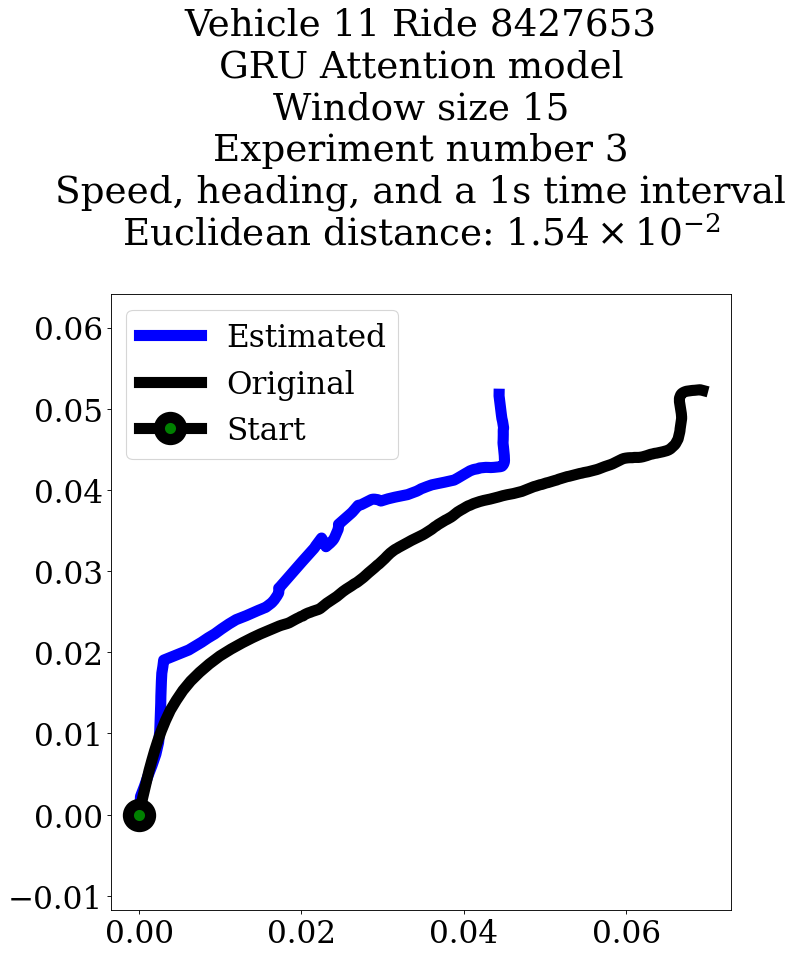 Vehicle 11 Ride 8427653
GRU Attention model
Window size 15
Experiment number 3
Speed, heading, and a 1s time interval
Euclidean distance: 1.54 × 10⁻²
Estimated
Original
Start
0.06
0.05
0.04
0.03
0.02
0.01
0.00
−0.01
0.00 0.02 0.04 0.06